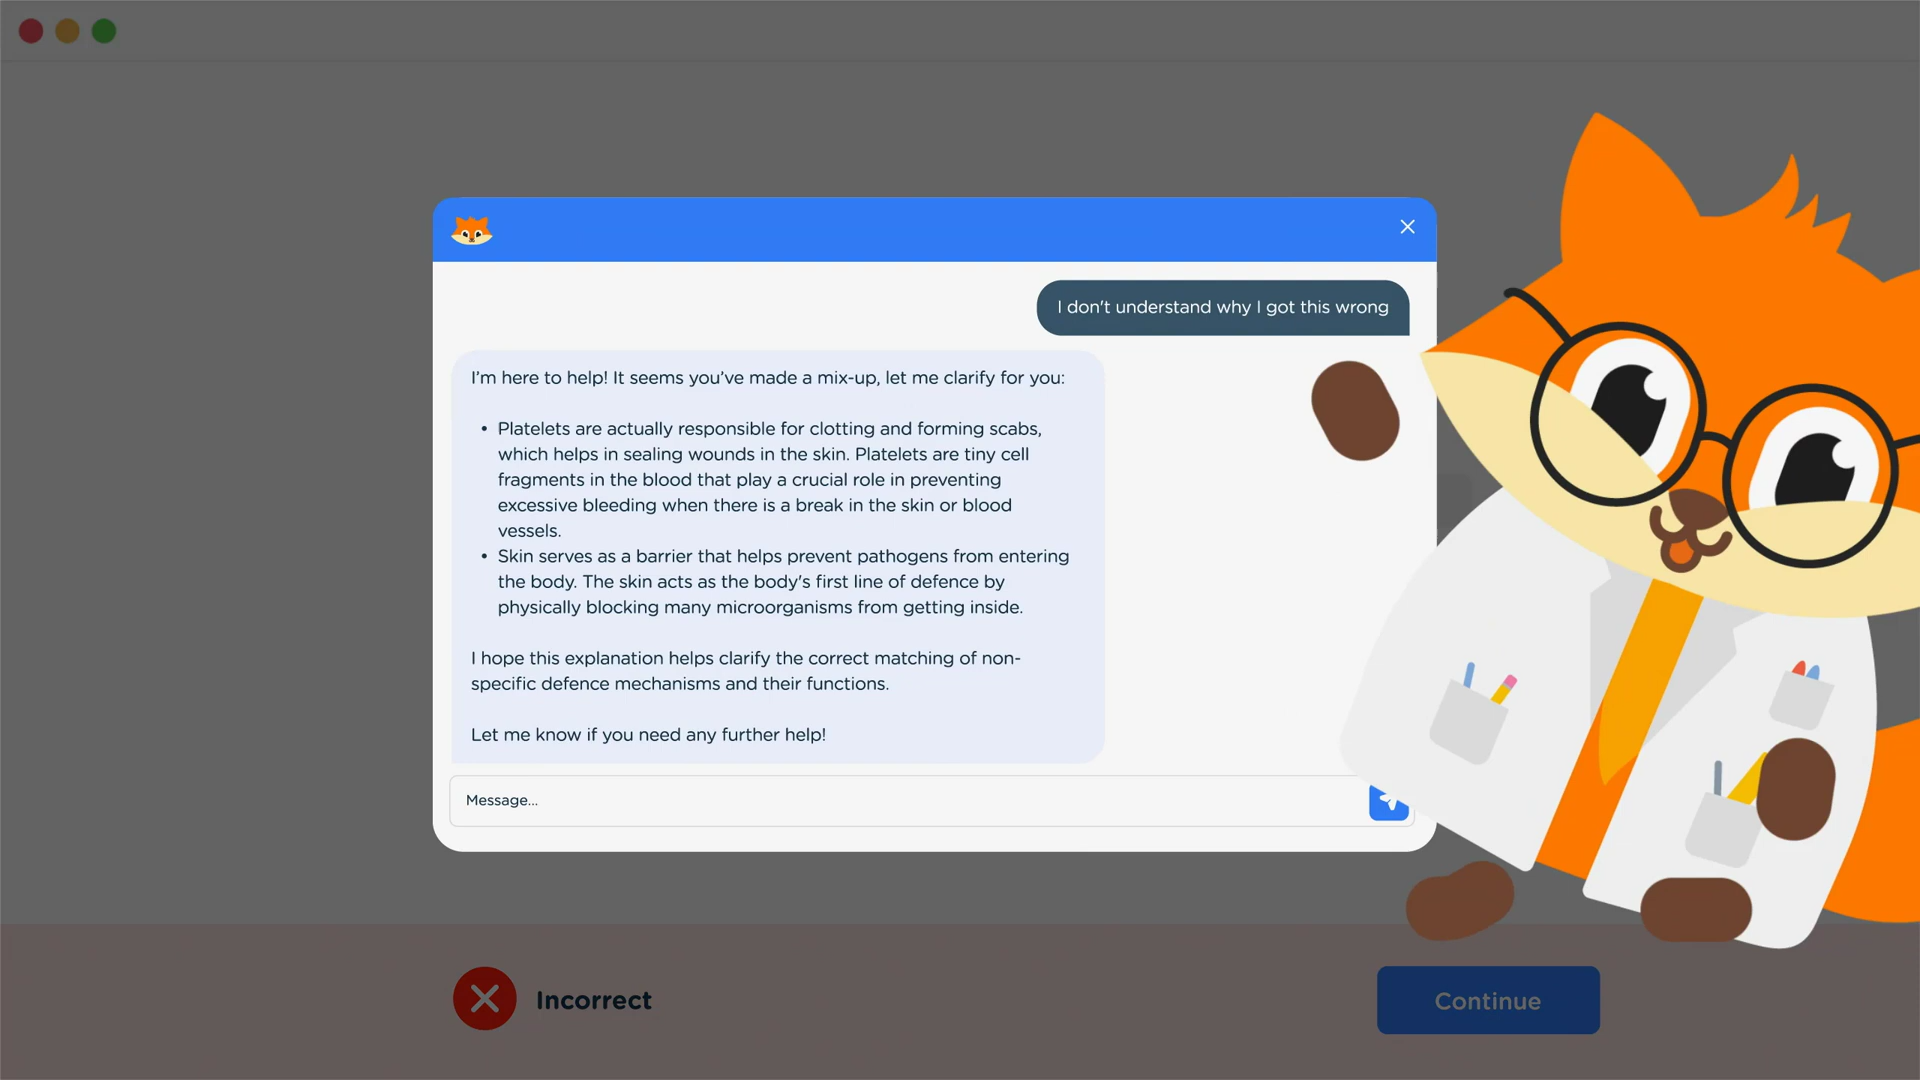 I don't understand why I got this wrong
I’m here to help! It seems you’ve made a mix-up, let me clarify for you:
• Platelets are actually responsible for clotting and forming scabs,
which helps in sealing wounds in the skin. Platelets are tiny cell
fragments in the blood that play a crucial role in preventing
excessive bleeding when there is a break in the skin or blood
vessels.
• Skin serves as a barrier that helps prevent pathogens from entering
the body. The skin acts as the body's first line of defence by
physically blocking many microorganisms from getting inside.
I hope this explanation helps clarify the correct matching of non-
specific defence mechanisms and their functions.
Let me know if you need any further help!
Message...
Incorrect
Continue